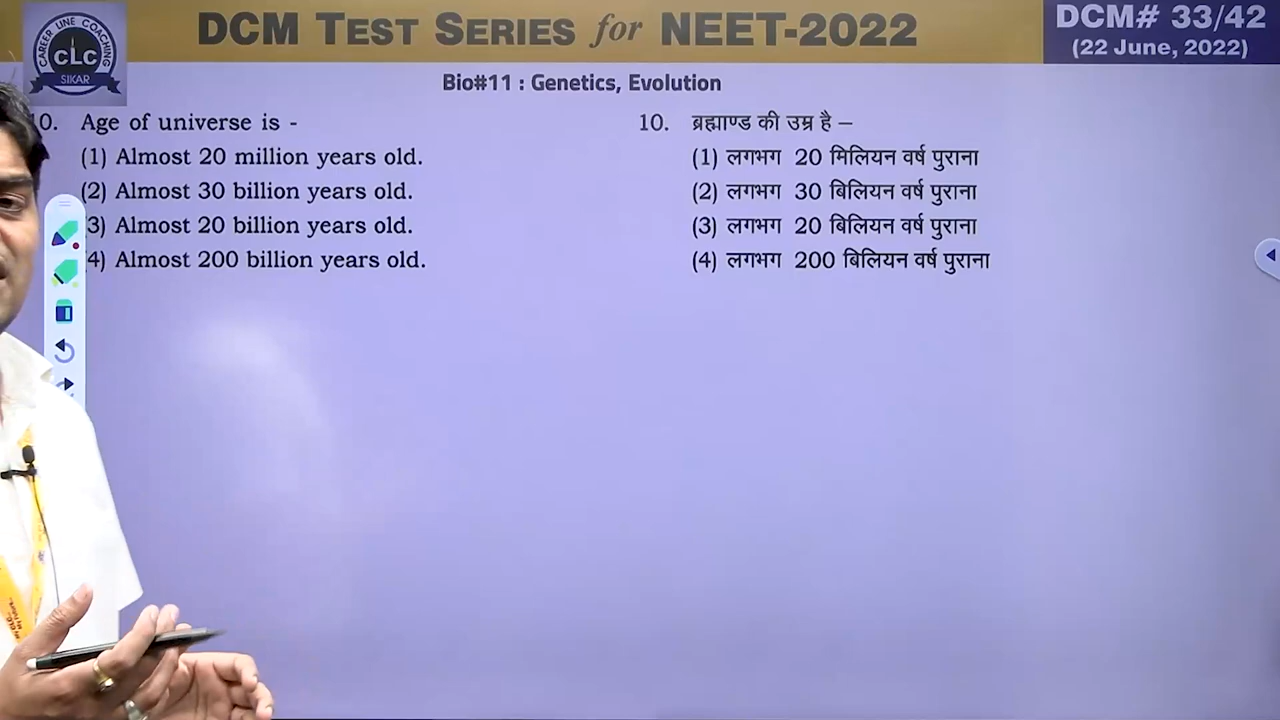 CAREER LINE COACHING
CLC
SIKAR
DCM TEST SERIES for NEET-2022
DCM# 33/42
(22 June, 2022)
Bio#11 : Genetics, Evolution
10. Age of universe is -
(1) Almost 20 million years old.
(2) Almost 30 billion years old.
3) Almost 20 billion years old.
4) Almost 200 billion years old.
10. ब्रह्माण्ड की उम्र है –
(1) लगभग 20 मिलियन वर्ष पुराना
(2) लगभग 30 बिलियन वर्ष पुराना
(3) लगभग 20 बिलियन वर्ष पुराना
(4) लगभग 200 बिलियन वर्ष पुराना